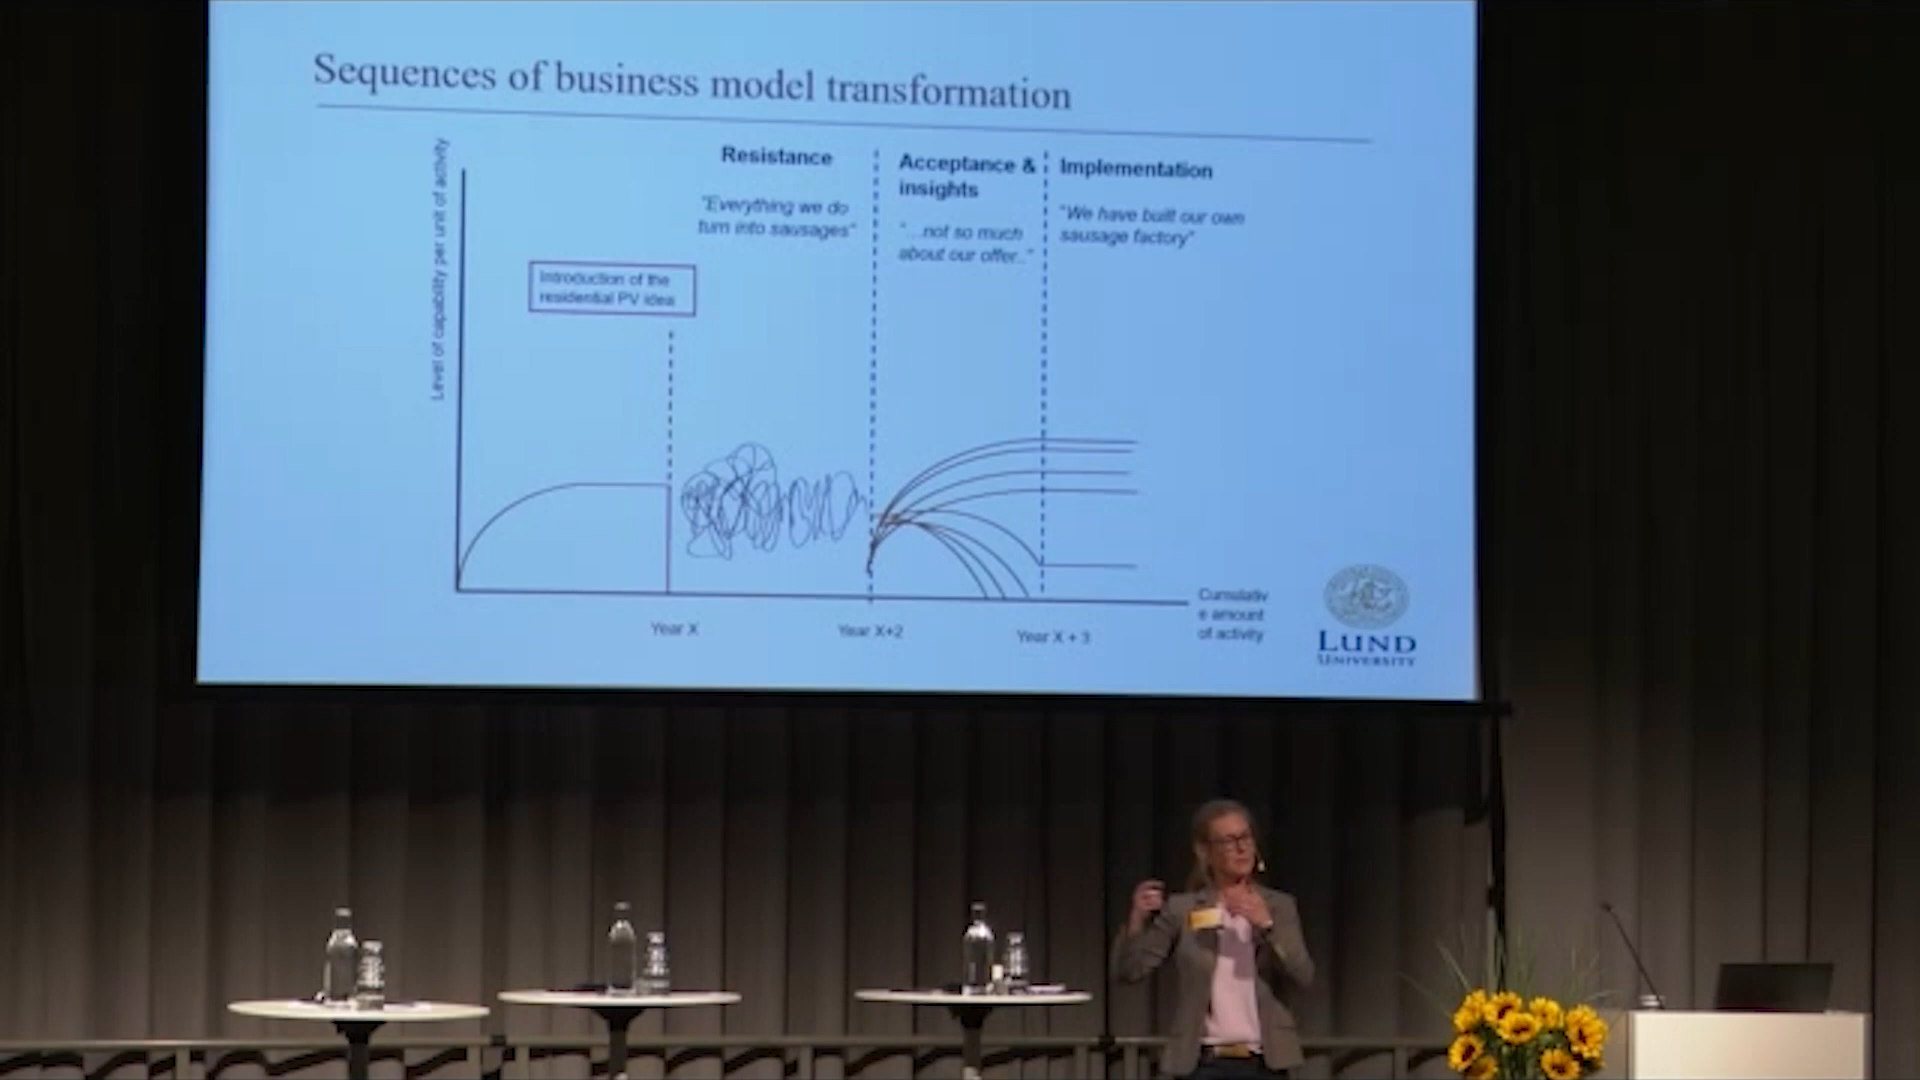 Sequences of business model transformation
Level of capability per unit of activity
Resistance
"Everything we do
turn into sausages"
Acceptance &
insights
"...not so much
about our offer.."
Implementation
"We have built our own
sausage factory"
Introduction of the
residential PV idea
Year X
Year X+2
Year X + 3
Cumulativ
e amount
of activity
LUND
UNIVERSITY